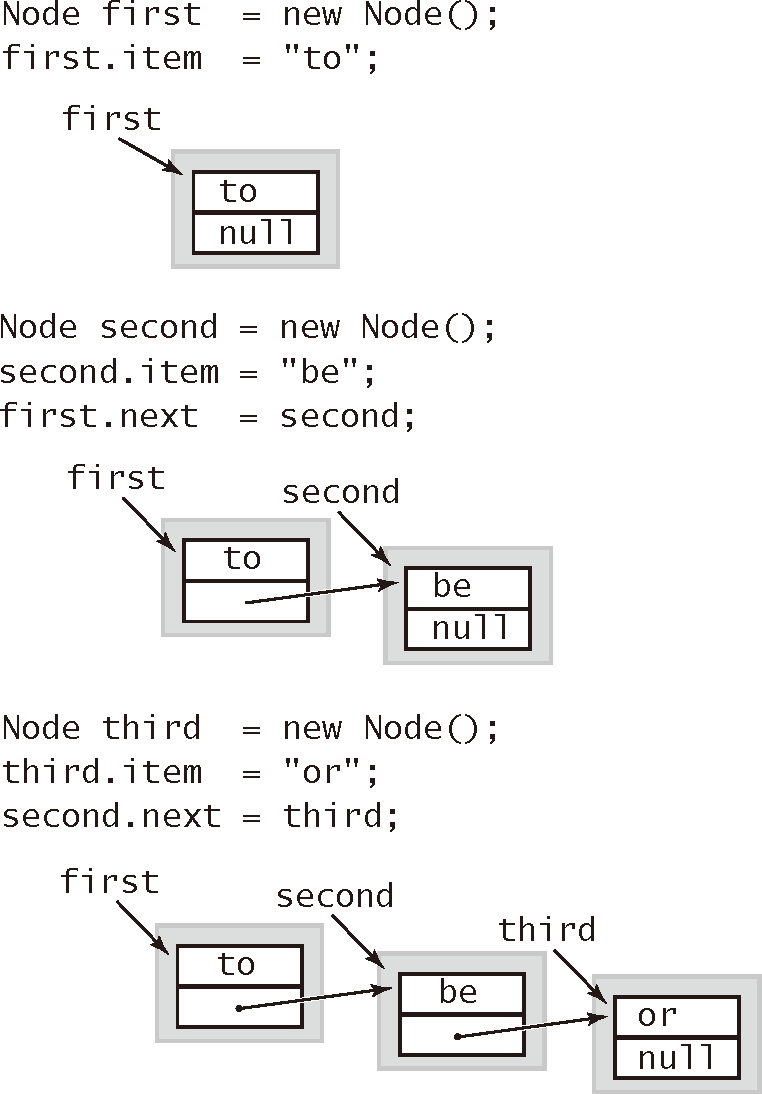 Node first  = new Node();
first.item  = "to";
first
to
null
Node second = new Node();
second.item = "be";
first.next  = second;
first
second
to
be
null
Node third  = new Node();
third.item  = "or";
second.next = third;
first
second
third
to
be
or
null